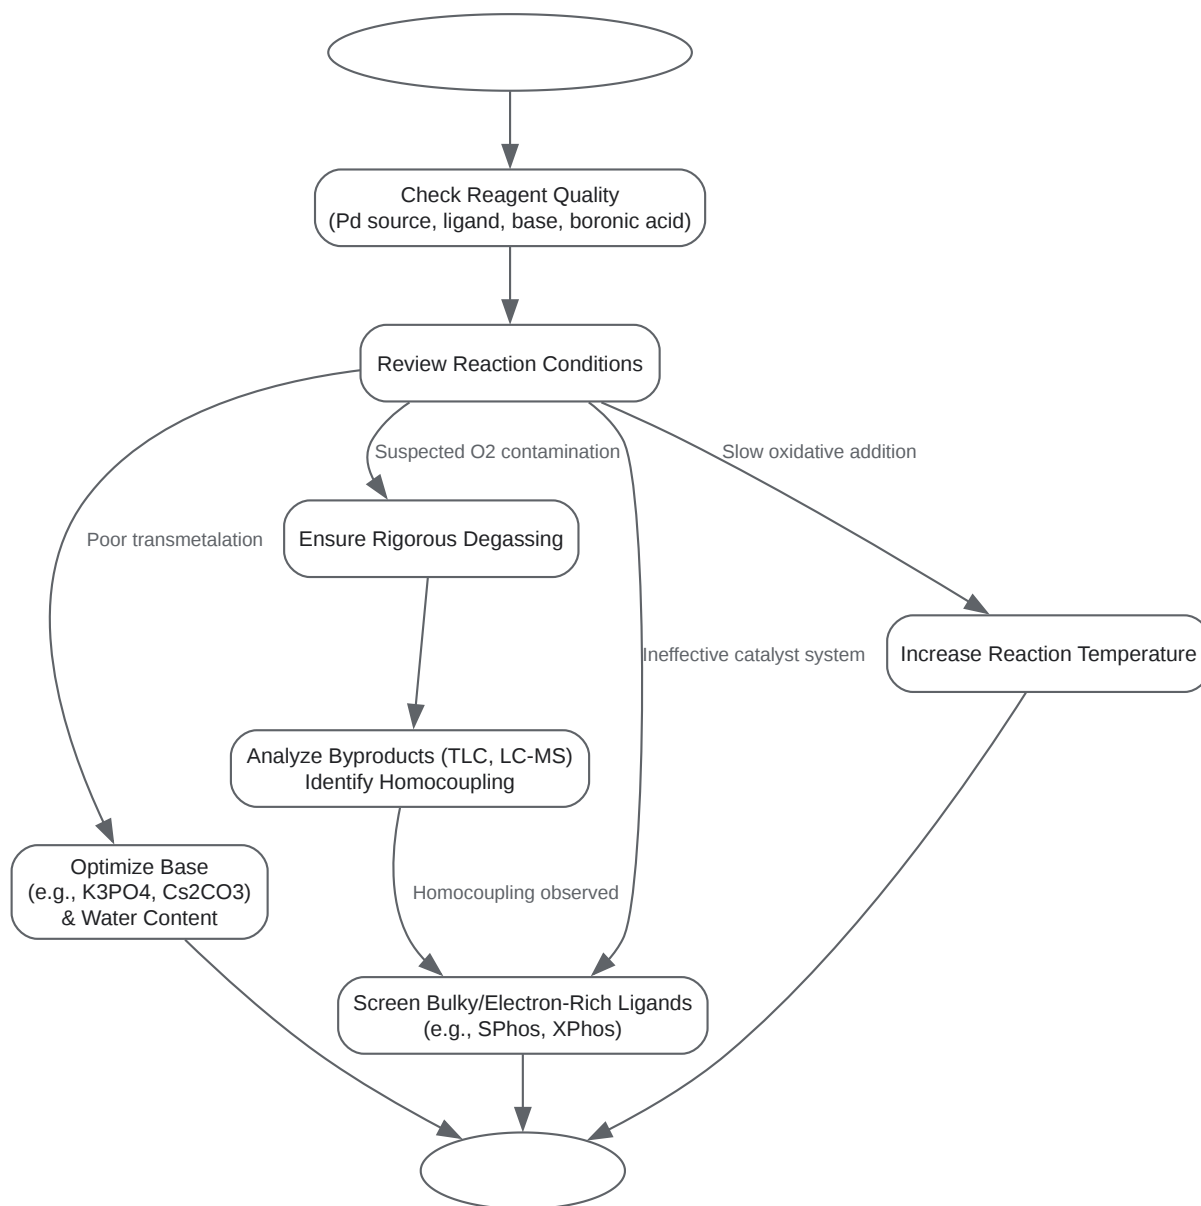 Check Reagent Quality
(Pd source, ligand, base, boronic acid)
Review Reaction Conditions
Suspected O2 contamination
Slow oxidative addition
Poor transmetalation
Ensure Rigorous Degassing
Ineffective catalyst system
Increase Reaction Temperature
Analyze Byproducts (TLC, LC-MS)
Identify Homocoupling
Optimize Base
(e.g., K3PO4, Cs2CO3)
& Water Content
Homocoupling observed
Screen Bulky/Electron-Rich Ligands
(e.g., SPhos, XPhos)